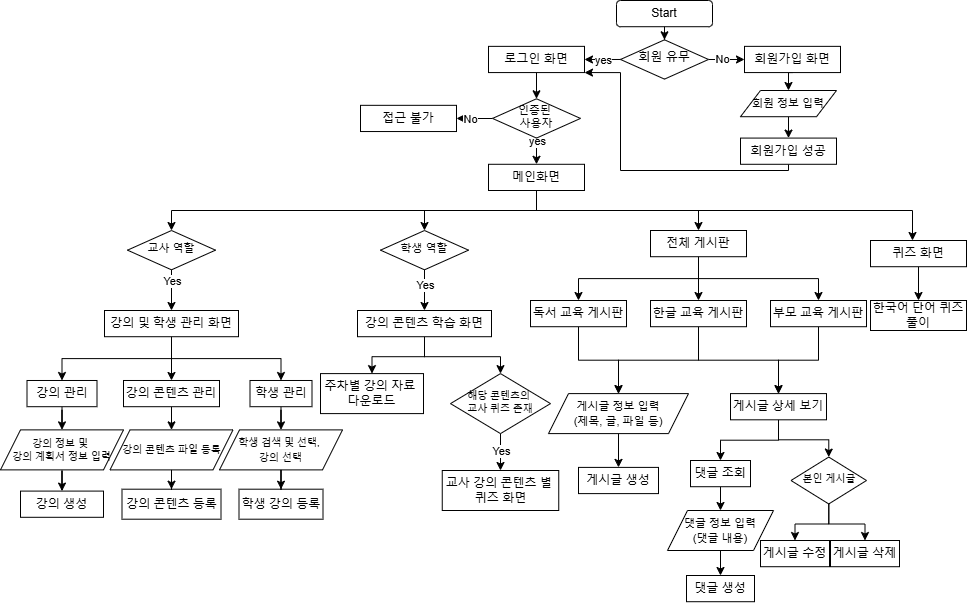 Start
로그인 화면
yes
회원 유무
No
회원가입 화면
회원 정보 입력
접근 불가
No
인증된
사용자
yes
회원가입 성공
메인화면
교사 역할
학생 역할
전체 게시판
퀴즈 화면
Yes
Yes
강의 및 학생 관리 화면
강의 콘텐츠 학습 화면
독서 교육 게시판
한글 교육 게시판
부모 교육 게시판
한국어 단어 퀴즈
풀이
강의 관리
강의 콘텐츠 관리
학생 관리
주차별 강의 자료
다운로드
해당 콘텐츠의
교사 퀴즈 존재
게시글 정보 입력
(제목, 글, 파일 등)
게시글 상세 보기
강의 정보 및
강의 계획서 정보 입력
강의 콘텐츠 파일 등록
학생 검색 및 선택,
강의 선택
Yes
댓글 조회
본인 게시글
강의 생성
강의 콘텐츠 등록
학생 강의 등록
교사 강의 콘텐츠 별
퀴즈 화면
게시글 생성
댓글 정보 입력
(댓글 내용)
게시글 수정
게시글 삭제
댓글 생성